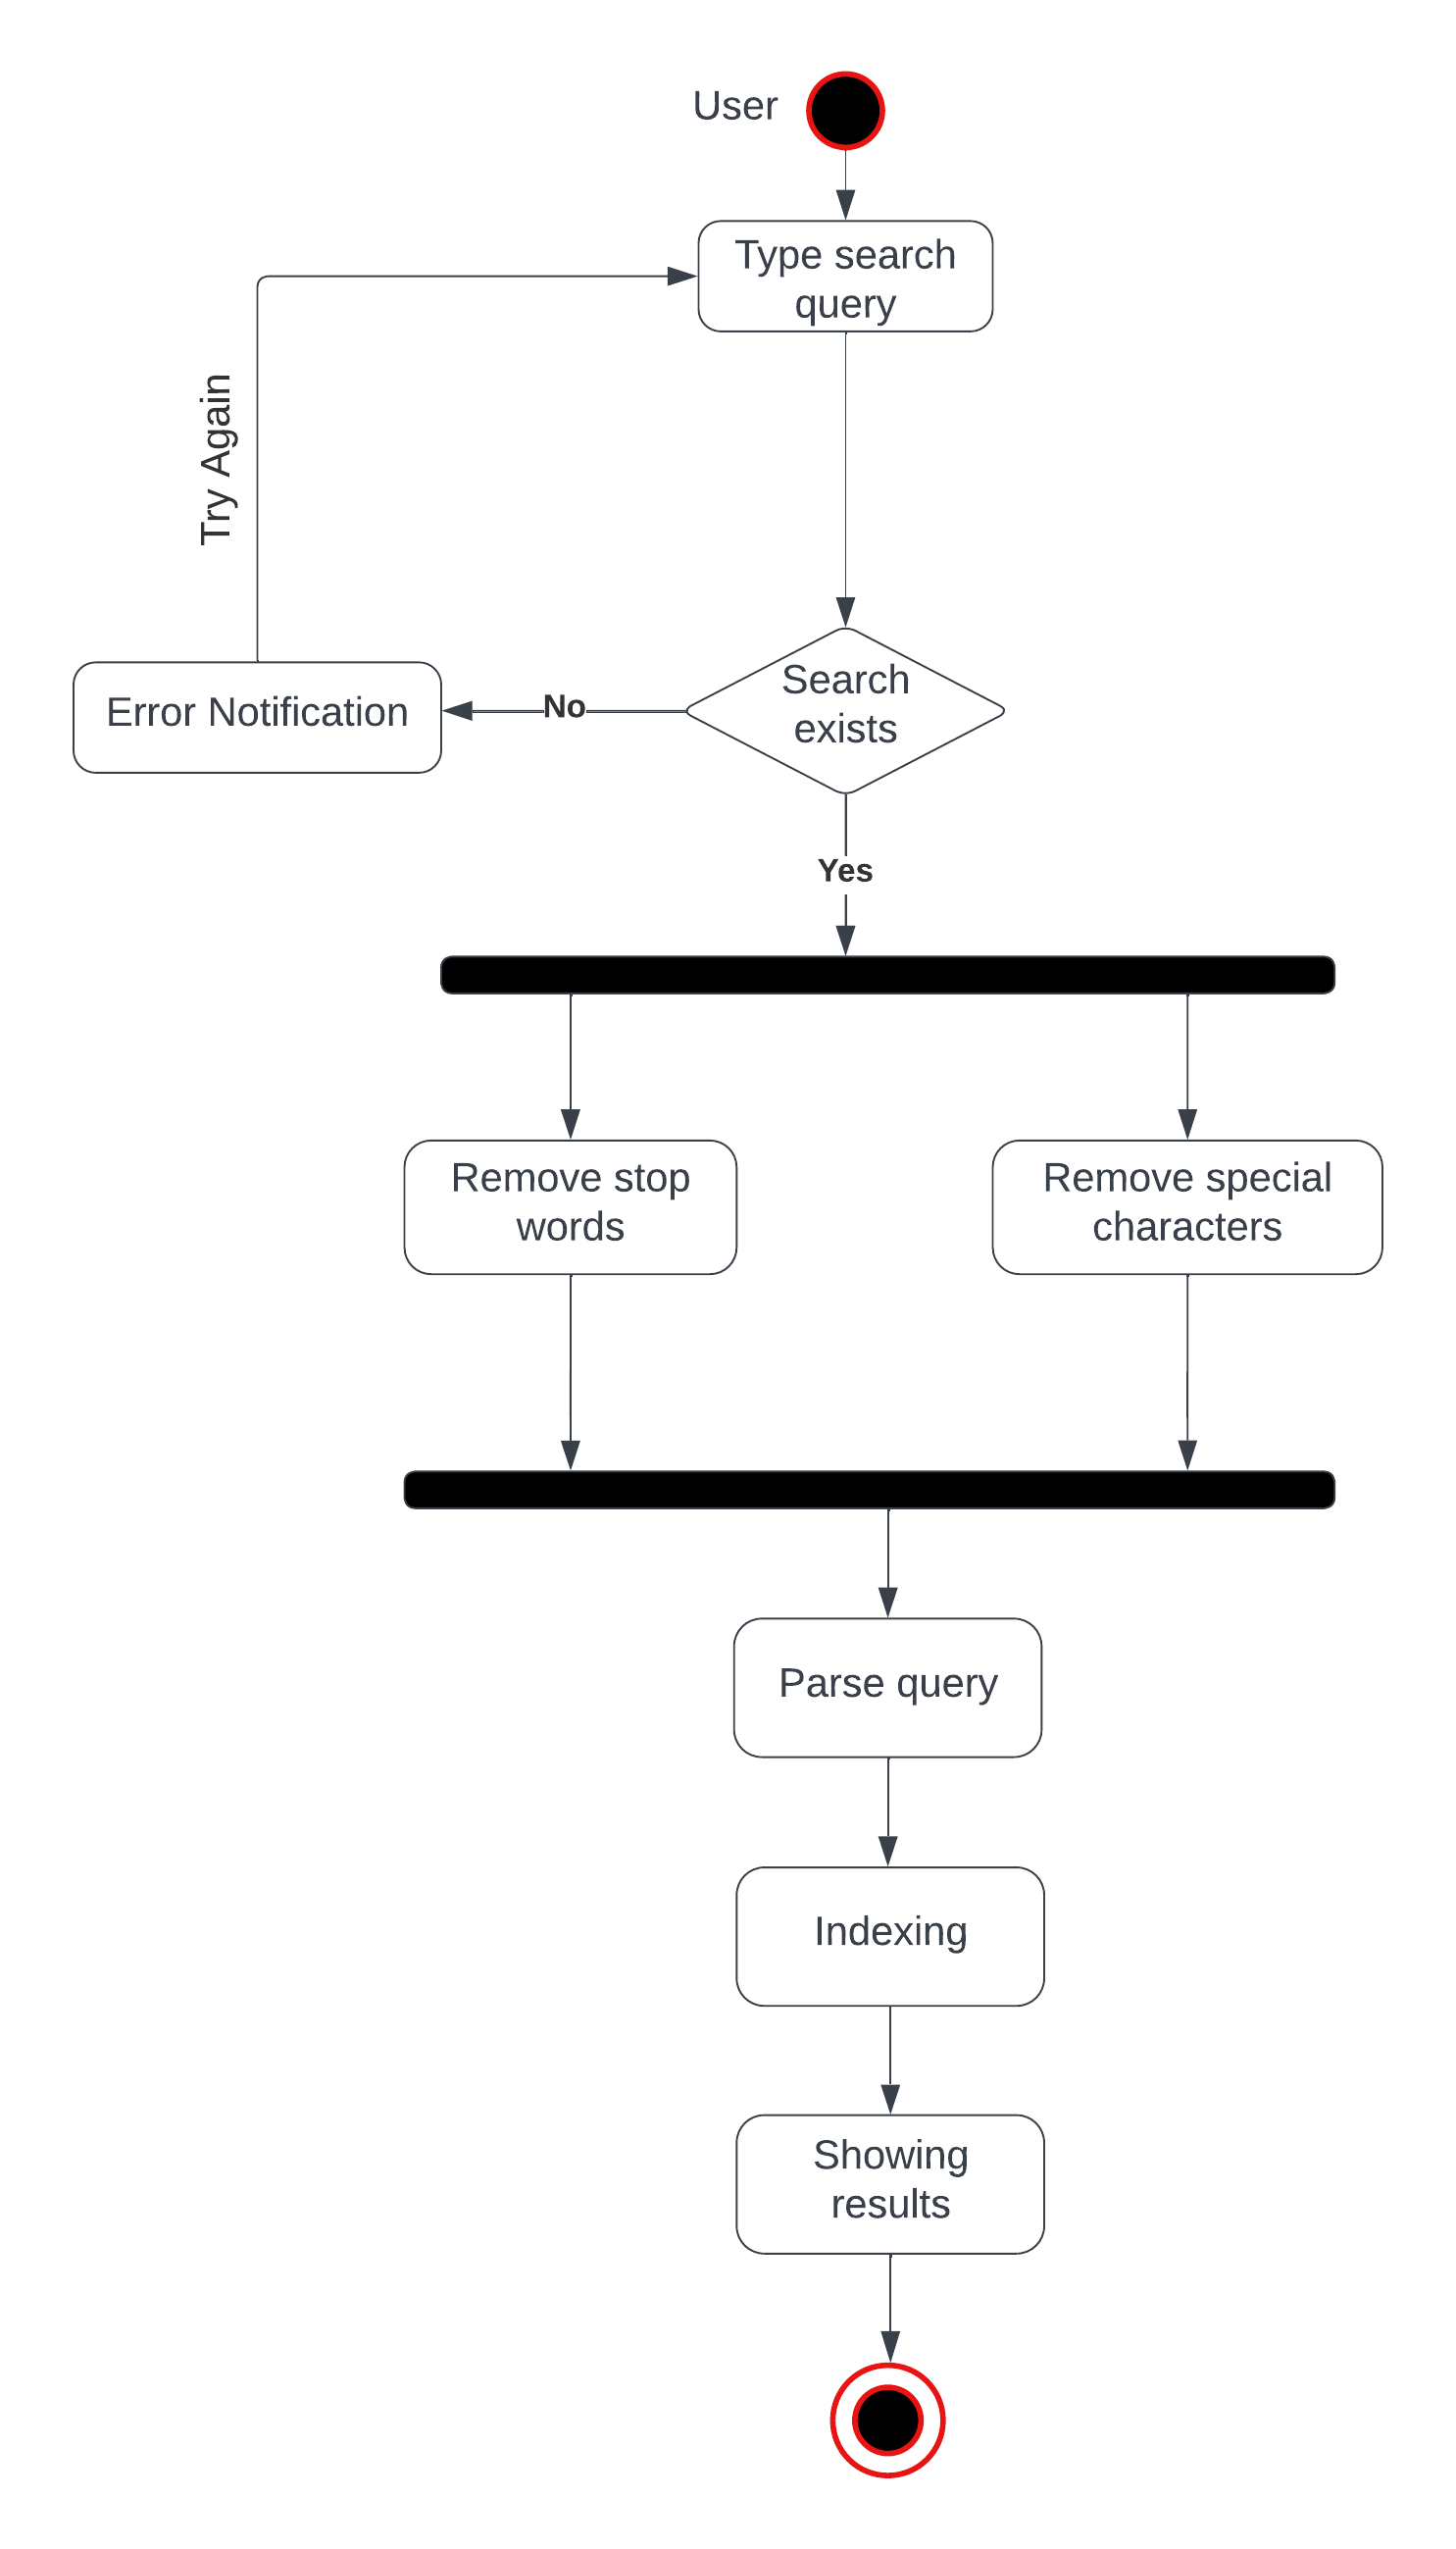 User
Type search
query
Try Again
Search
exists
Error Notification
No
Yes
Remove stop
words
Remove special
characters
Parse query
Indexing
Showing
results